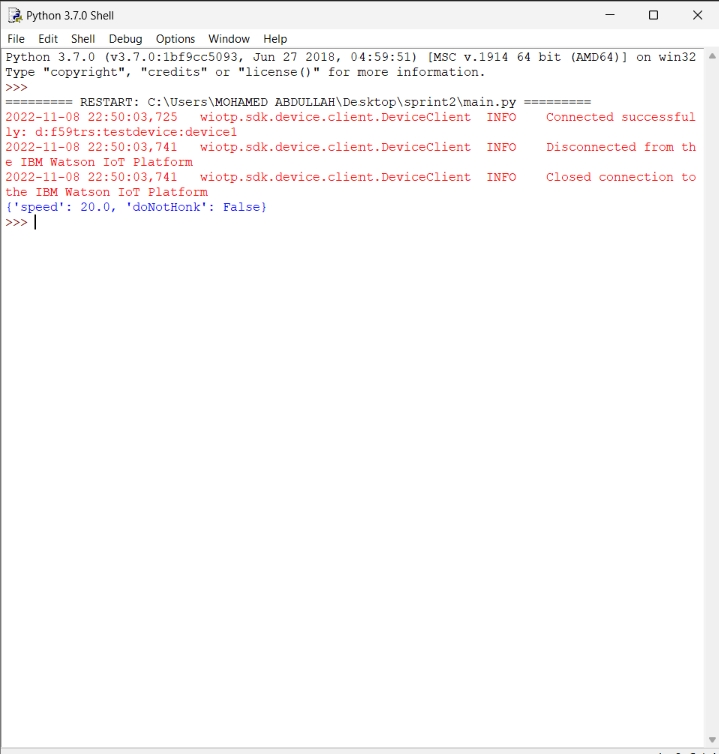 Python 3.7.0 Shell
File Edit Shell Debug Options Window Help
Python 3.7.0 (v3.7.0:1bf9cc5093, Jun 27 2018, 04:59:51) [MSC v.1914 64 bit (AMD64)] on win32
Type "copyright", "credits" or "license()" for more information.
>>>
========= RESTART: C:\Users\MOHAMED ABDULLAH\Desktop\sprint2\main.py =========
2022-11-08 22:50:03,725   wiotp.sdk.device.client.DeviceClient  INFO    Connected successful
ly: d:f59trs:testdevice:device1
2022-11-08 22:50:03,741   wiotp.sdk.device.client.DeviceClient  INFO    Disconnected from th
e IBM Watson IoT Platform
2022-11-08 22:50:03,741   wiotp.sdk.device.client.DeviceClient  INFO    Closed connection to
the IBM Watson IoT Platform
{'speed': 20.0, 'doNotHonk': False}
>>>